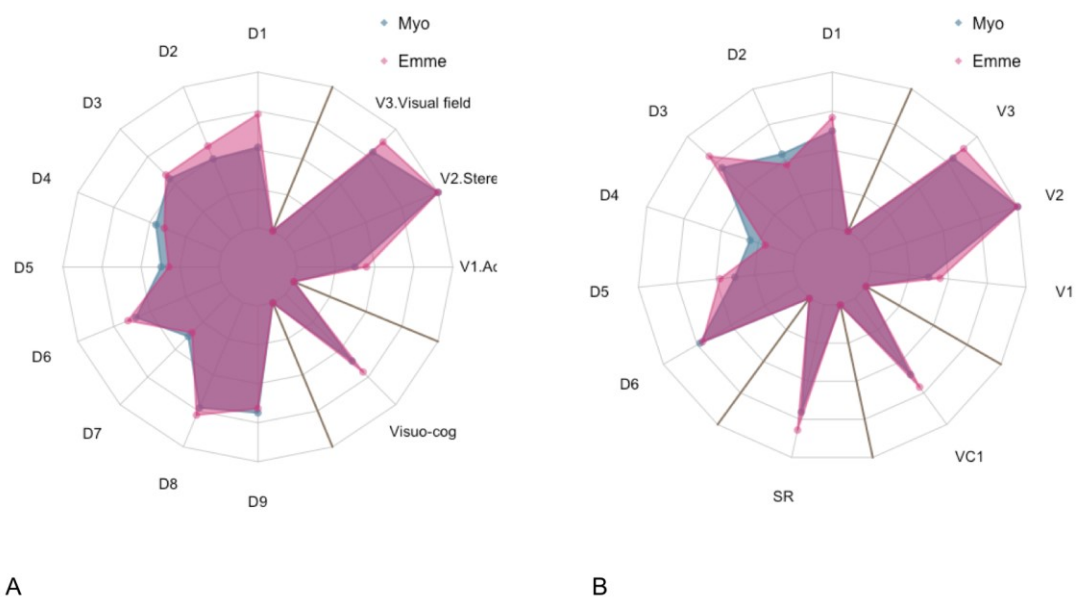 D1
D2
D3
D4
D5
D6
D7
D8
D9
Visuo-cog
V1.Ac
V2.Stere
V3.Visual field
Myo
Emme
A
D1
D2
D3
D4
D5
D6
SR
VC1
V1
V2
V3
Myo
Emme
B